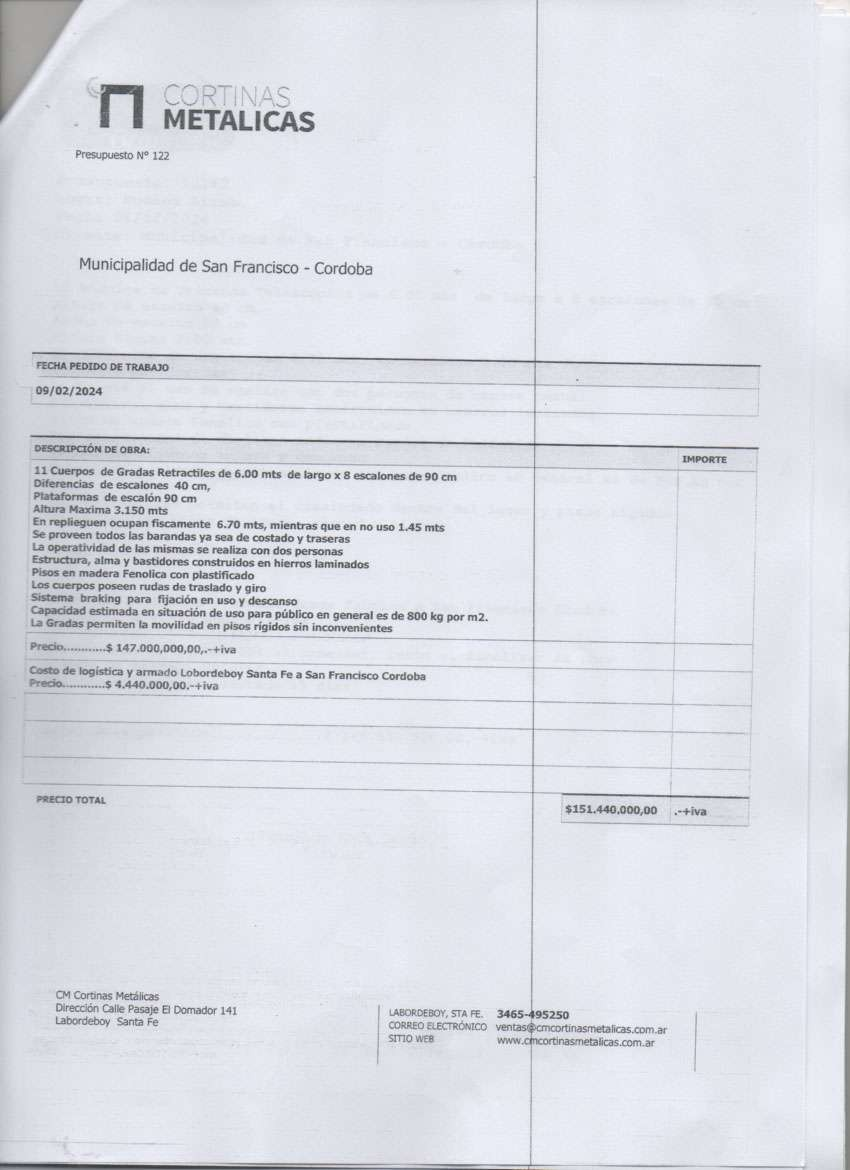 CORTINAS
METALICAS
Presupuesto N° 122
Municipalidad de San Francisco - Cordoba
FECHA PEDIDO DE TRABAJO
09/02/2024
DESCRIPCIÓN DE OBRA: IMPORTE
11 Cuerpos de Gradas Retractiles de 6.00 mts de largo x 8 escalones de 90 cm
Diferencias de escalones 40 cm,
Plataformas de escalón 90 cm
Altura Maxima 3.150 mts
En replieguen ocupan fiscamente 6.70 mts, mientras que en no uso 1.45 mts
Se proveen todos las barandas ya sea de costado y traseras
La operatividad de las mismas se realiza con dos personas
Estructura, alma y bastidores construidos en hierros laminados
Pisos en madera Fenolica con plastificado
Los cuerpos poseen rudas de traslado y giro
Sistema braking para fijación en uso y descanso
Capacidad estimada en situación de uso para público en general es de 800 kg por m2.
La Gradas permiten la movilidad en pisos rígidos sin inconvenientes
Precio...........$ 147.000,000,00,.-+iva
Costo de logística y armado Lobordeboy Santa Fe a San Francisco Cordoba
Precio...........$ 4.440.000,00.-+iva
PRECIO TOTAL $151.440.000,00 .-+iva
CM Cortinas Metálicas
Dirección Calle Pasaje El Domador 141
Labordeboy Santa Fe
LABORDEBOY, STA FE. 3465-495250
CORREO ELECTRÓNICO ventas@cmcortinasmetalicas.com.ar
SITIO WEB www.cmcortinasmetalicas.com.ar